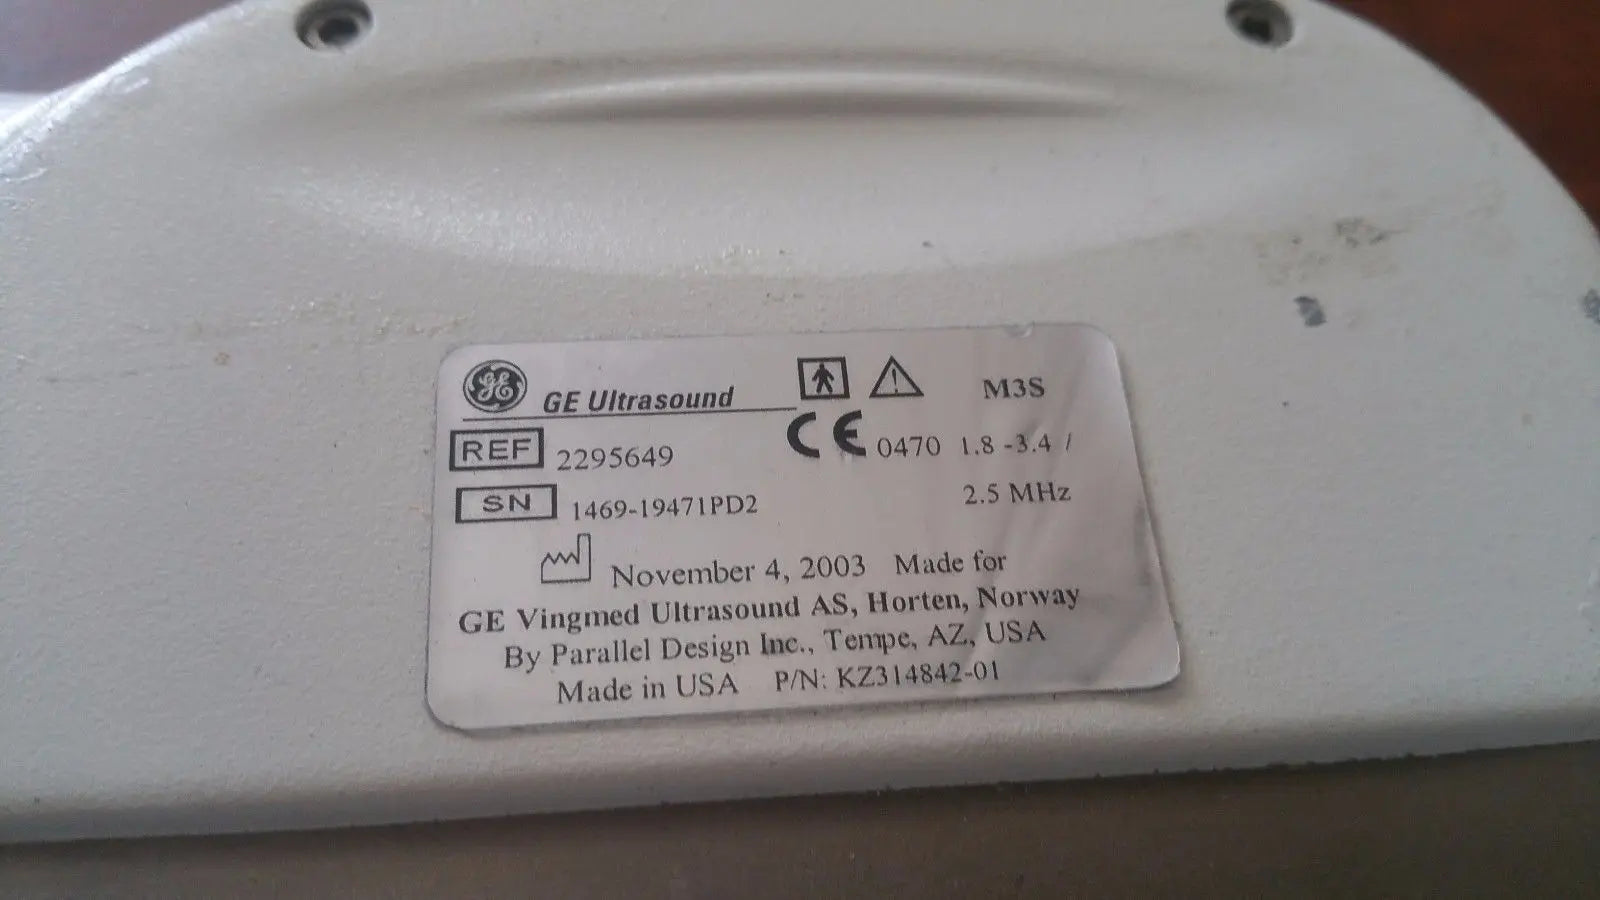 GE GE Ultrasound M3S
REF 2295649 CE 0470 1.8 -3.4 /
SN 1469-19471PD2 2.5 MHz
November 4, 2003 Made for
GE Vingmed Ultrasound AS, Horten, Norway
By Parallel Design Inc., Tempe, AZ, USA
Made in USA P/N: KZ314842-01